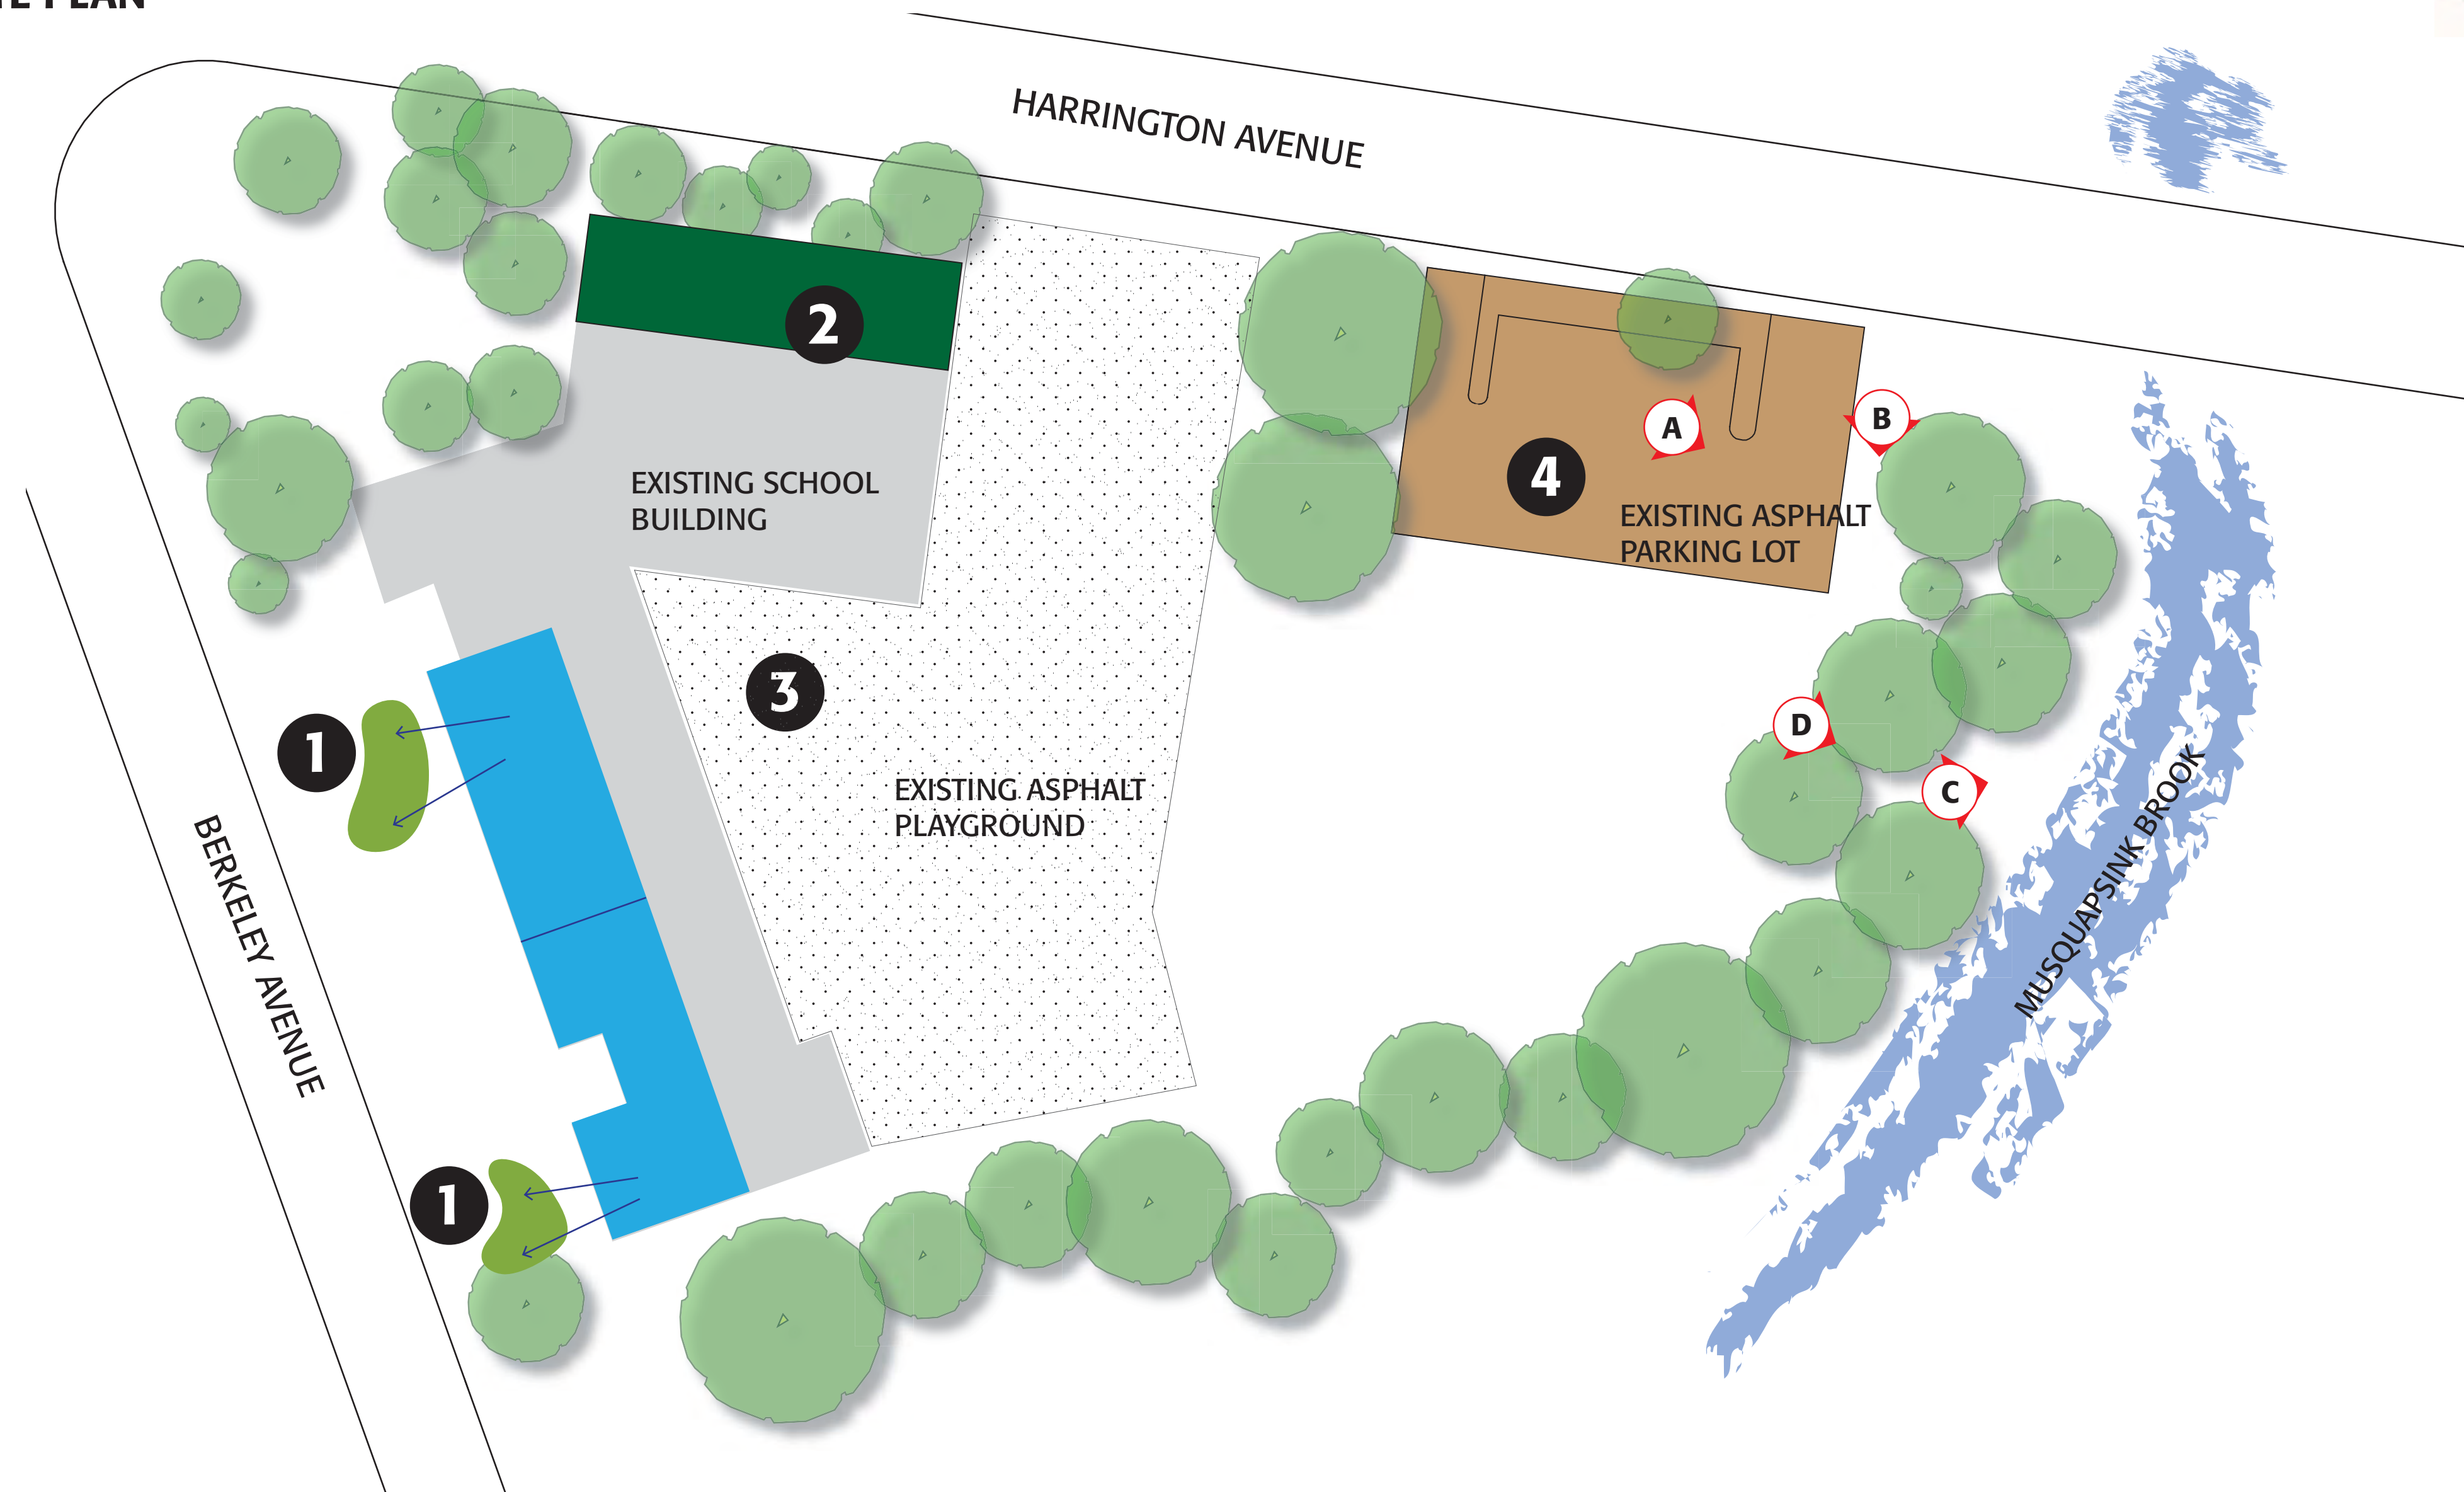 HARRINGTON AVENUE
2
B
A
4
EXISTING SCHOOL
BUILDING
EXISTING ASPHALT
PARKING LOT
3
D
1
C
EXISTING ASPHALT
PLAYGROUND
MUSQUAPSINK BROOK
BERKELEY AVENUE
1
PLAN